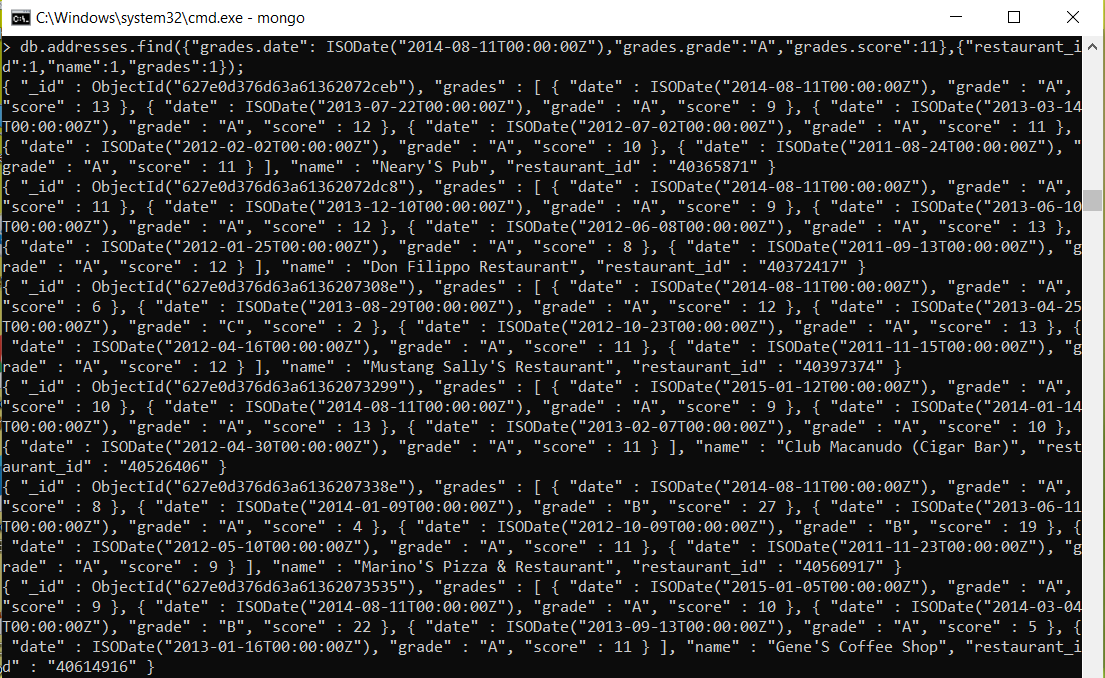 C:\Windows\system32\cmd.exe - mongo
> db.addresses.find({"grades.date": ISODate("2014-08-11T00:00:00Z"),"grades.grade":"A","grades.score":11},{"restaurant_i
d":1,"name":1,"grades":1});
{ "_id" : ObjectId("627e0d376d63a61362072ceb"), "grades" : [ { "date" : ISODate("2014-08-11T00:00:00Z"), "grade" : "A",
"score" : 13 }, { "date" : ISODate("2013-07-22T00:00:00Z"), "grade" : "A", "score" : 9 }, { "date" : ISODate("2013-03-14
T00:00:00Z"), "grade" : "A", "score" : 12 }, { "date" : ISODate("2012-07-02T00:00:00Z"), "grade" : "A", "score" : 11 },
{ "date" : ISODate("2012-02-02T00:00:00Z"), "grade" : "A", "score" : 10 }, { "date" : ISODate("2011-08-24T00:00:00Z"), "
grade" : "A", "score" : 11 } ], "name" : "Neary'S Pub", "restaurant_id" : "40365871" }
{ "_id" : ObjectId("627e0d376d63a61362072dc8"), "grades" : [ { "date" : ISODate("2014-08-11T00:00:00Z"), "grade" : "A",
"score" : 11 }, { "date" : ISODate("2013-12-10T00:00:00Z"), "grade" : "A", "score" : 9 }, { "date" : ISODate("2013-06-10
T00:00:00Z"), "grade" : "A", "score" : 12 }, { "date" : ISODate("2012-06-08T00:00:00Z"), "grade" : "A", "score" : 13 },
{ "date" : ISODate("2012-01-25T00:00:00Z"), "grade" : "A", "score" : 8 }, { "date" : ISODate("2011-09-13T00:00:00Z"), "g
rade" : "A", "score" : 12 } ], "name" : "Don Filippo Restaurant", "restaurant_id" : "40372417" }
{ "_id" : ObjectId("627e0d376d63a6136207308e"), "grades" : [ { "date" : ISODate("2014-08-11T00:00:00Z"), "grade" : "A",
"score" : 6 }, { "date" : ISODate("2013-08-29T00:00:00Z"), "grade" : "A", "score" : 12 }, { "date" : ISODate("2013-04-25
T00:00:00Z"), "grade" : "C", "score" : 2 }, { "date" : ISODate("2012-10-23T00:00:00Z"), "grade" : "A", "score" : 13 }, {
"date" : ISODate("2012-04-16T00:00:00Z"), "grade" : "A", "score" : 11 }, { "date" : ISODate("2011-11-15T00:00:00Z"), "g
rade" : "A", "score" : 12 } ], "name" : "Mustang Sally'S Restaurant", "restaurant_id" : "40397374" }
{ "_id" : ObjectId("627e0d376d63a61362073299"), "grades" : [ { "date" : ISODate("2015-01-12T00:00:00Z"), "grade" : "A",
"score" : 10 }, { "date" : ISODate("2014-08-11T00:00:00Z"), "grade" : "A", "score" : 9 }, { "date" : ISODate("2014-01-14
T00:00:00Z"), "grade" : "A", "score" : 13 }, { "date" : ISODate("2013-02-07T00:00:00Z"), "grade" : "A", "score" : 10 },
{ "date" : ISODate("2012-04-30T00:00:00Z"), "grade" : "A", "score" : 11 } ], "name" : "Club Macanudo (Cigar Bar)", "rest
aurant_id" : "40526406" }
{ "_id" : ObjectId("627e0d376d63a6136207338e"), "grades" : [ { "date" : ISODate("2014-08-11T00:00:00Z"), "grade" : "A",
"score" : 8 }, { "date" : ISODate("2014-01-09T00:00:00Z"), "grade" : "B", "score" : 27 }, { "date" : ISODate("2013-06-11
T00:00:00Z"), "grade" : "A", "score" : 4 }, { "date" : ISODate("2012-10-09T00:00:00Z"), "grade" : "B", "score" : 19 }, {
"date" : ISODate("2012-05-10T00:00:00Z"), "grade" : "A", "score" : 11 }, { "date" : ISODate("2011-11-23T00:00:00Z"), "g
rade" : "A", "score" : 9 } ], "name" : "Marino'S Pizza & Restaurant", "restaurant_id" : "40560917" }
{ "_id" : ObjectId("627e0d376d63a61362073535"), "grades" : [ { "date" : ISODate("2015-01-05T00:00:00Z"), "grade" : "A",
"score" : 9 }, { "date" : ISODate("2014-08-11T00:00:00Z"), "grade" : "A", "score" : 10 }, { "date" : ISODate("2014-03-04
T00:00:00Z"), "grade" : "B", "score" : 22 }, { "date" : ISODate("2013-09-13T00:00:00Z"), "grade" : "A", "score" : 5 }, {
"date" : ISODate("2013-01-16T00:00:00Z"), "grade" : "A", "score" : 11 } ], "name" : "Gene'S Coffee Shop", "restaurant_i
d" : "40614916" }